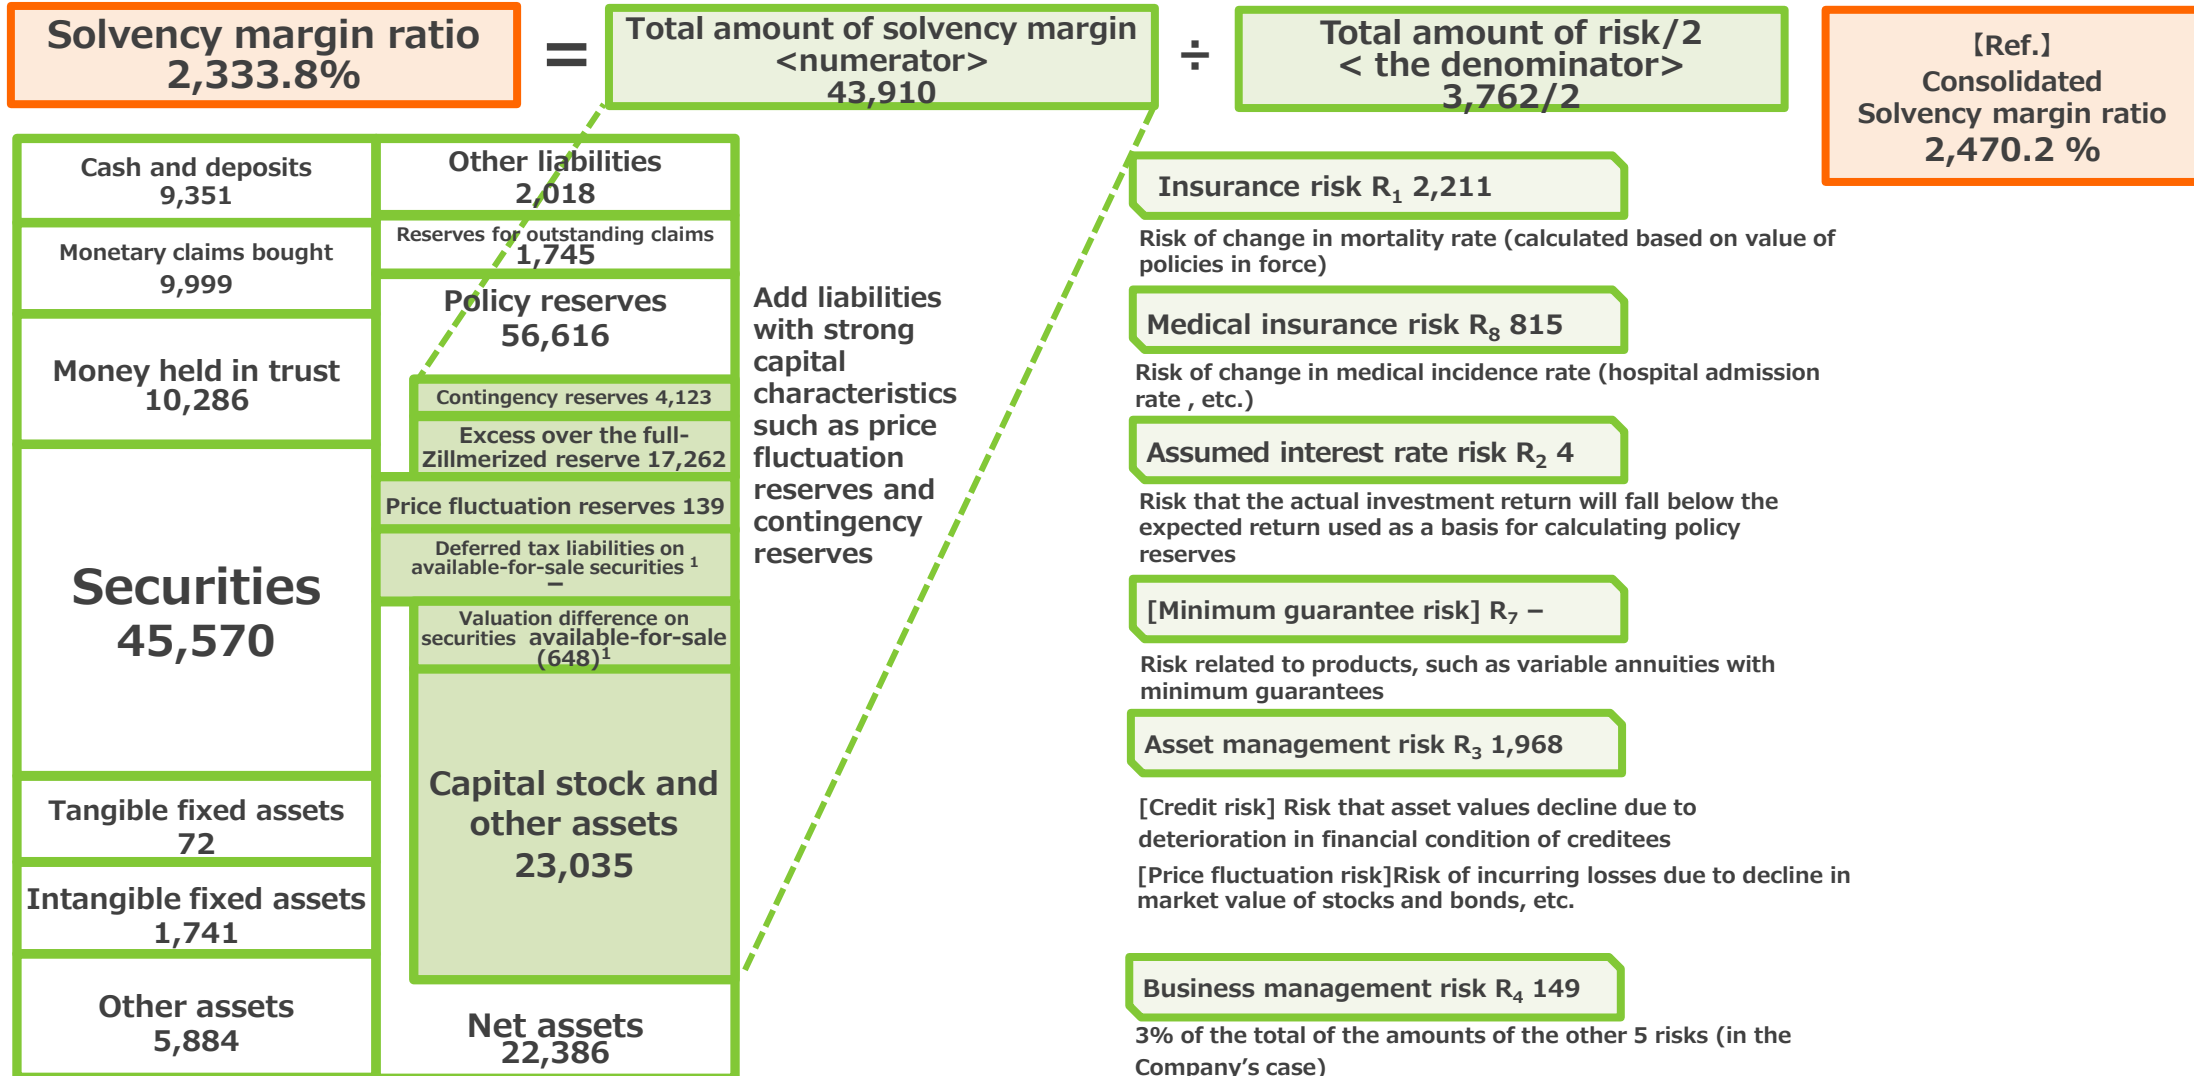 Solvency margin ratio
2,333.8%
=
Total amount of solvency margin
<numerator>
43,910
÷
Total amount of risk/2
< the denominator>
3,762/2
【Ref.】
Consolidated
Solvency margin ratio
2,470.2 %
Cash and deposits
9,351
Monetary claims bought
9,999
Money held in trust
10,286
Securities
45,570
Tangible fixed assets
72
Intangible fixed assets
1,741
Other assets
5,884
Other liabilities
2,018
Reserves for outstanding claims
1,745
Policy reserves
56,616
Contingency reserves 4,123
Excess over the full-
Zillmerized reserve 17,262
Price fluctuation reserves 139
Deferred tax liabilities on
available-for-sale securities ¹
–
Valuation difference on
securities available-for-sale
(648)¹
Capital stock and
other assets
23,035
Net assets
22,386
Add liabilities
with strong
capital
characteristics
such as price
fluctuation
reserves and
contingency
reserves
Insurance risk R₁ 2,211
Risk of change in mortality rate (calculated based on value of
policies in force)
Medical insurance risk R₈ 815
Risk of change in medical incidence rate (hospital admission
rate , etc.)
Assumed interest rate risk R₂ 4
Risk that the actual investment return will fall below the
expected return used as a basis for calculating policy
reserves
[Minimum guarantee risk] R₇ –
Risk related to products, such as variable annuities with
minimum guarantees
Asset management risk R₃ 1,968
[Credit risk] Risk that asset values decline due to
deterioration in financial condition of creditees
[Price fluctuation risk]Risk of incurring losses due to decline in
market value of stocks and bonds, etc.
Business management risk R₄ 149
3% of the total of the amounts of the other 5 risks (in the
Company's case)